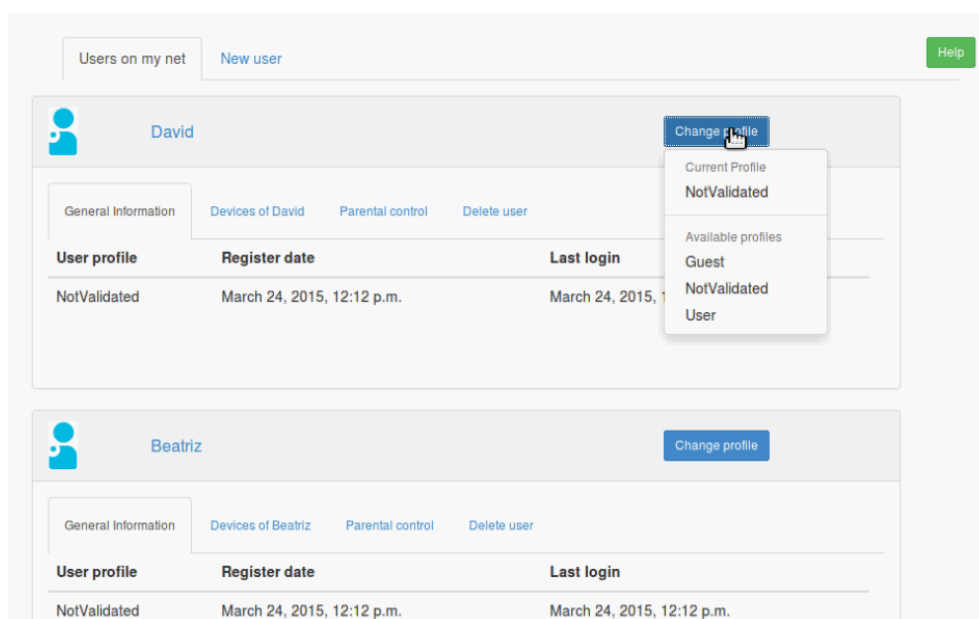 Users on my net New user Help
David Change profile
Current Profile
NotValidated
General Information Devices of David Parental control Delete user
Available profiles
User profile Register date Last login
Guest
NotValidated March 24, 2015, 12:12 p.m. March 24, 2015,
NotValidated
User
Beatriz Change profile
General Information Devices of Beatriz Parental control Delete user
User profile Register date Last login
NotValidated March 24, 2015, 12:12 p.m. March 24, 2015, 12:12 p.m.